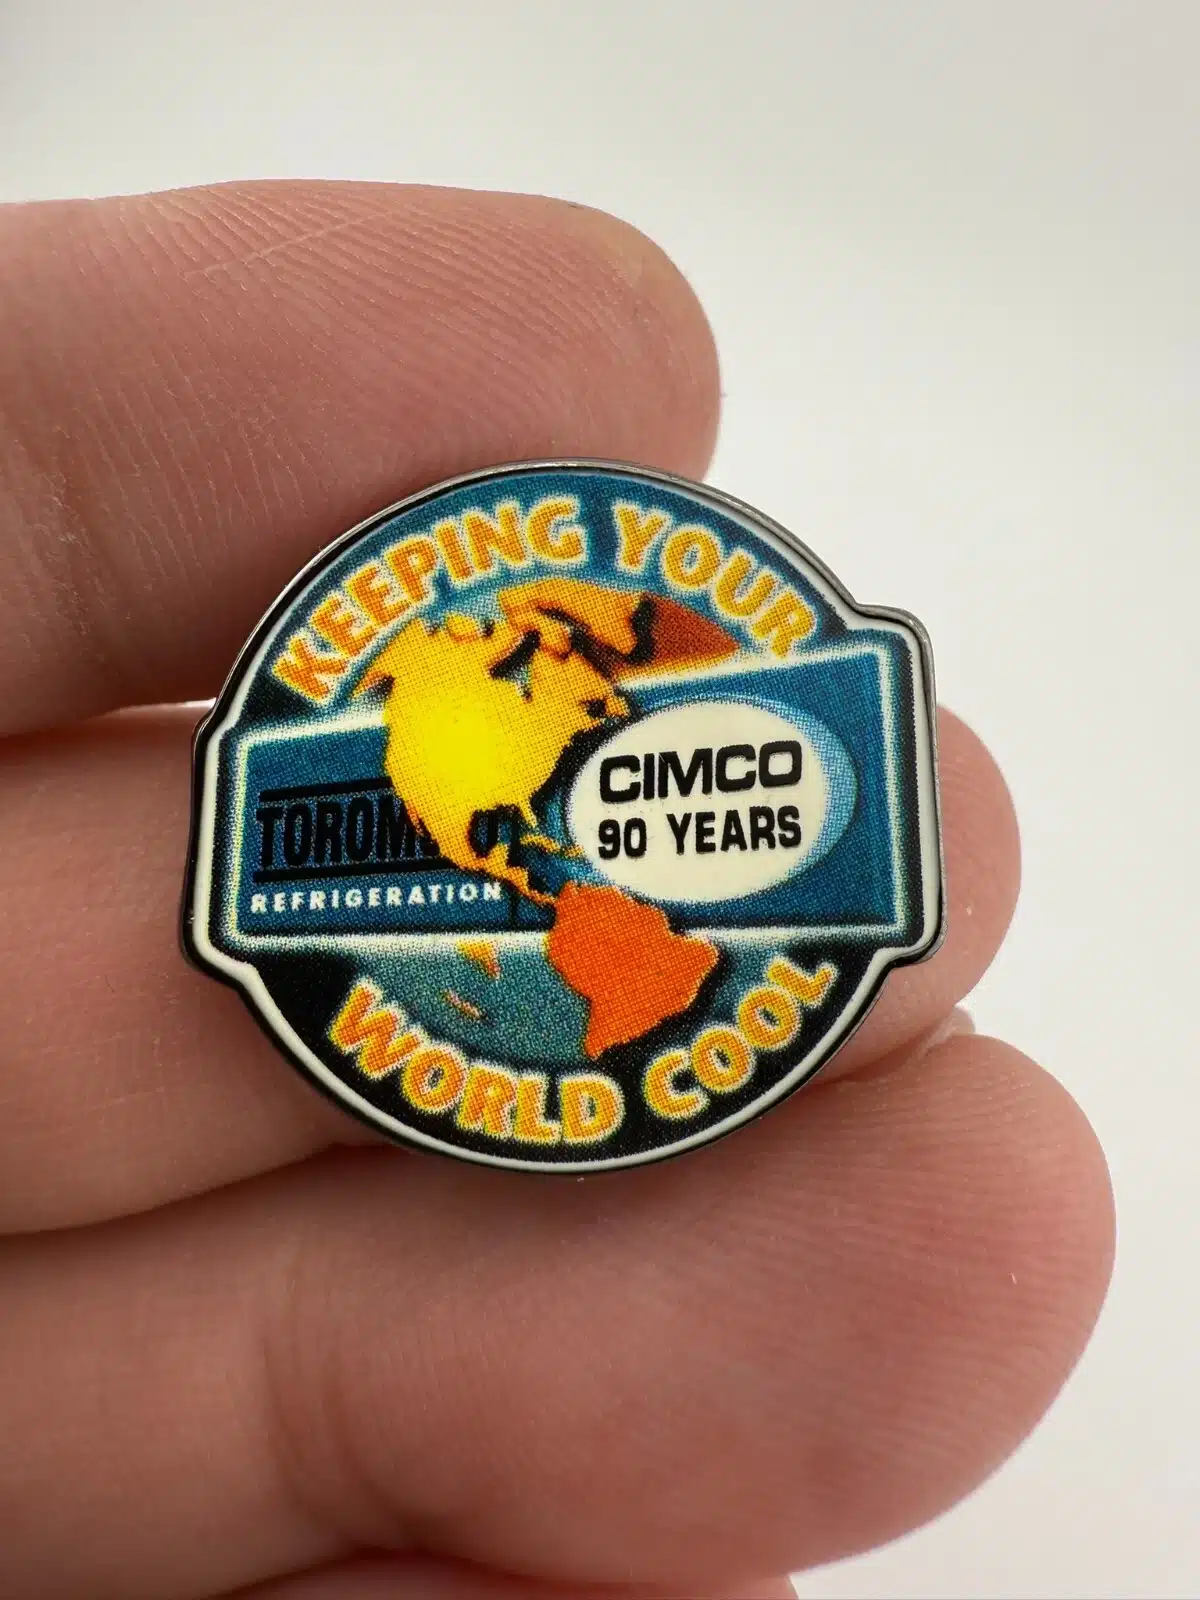 KEEPING YOUR
CIMCO
90 YEARS
REFRIGERATION
WORLD COOL